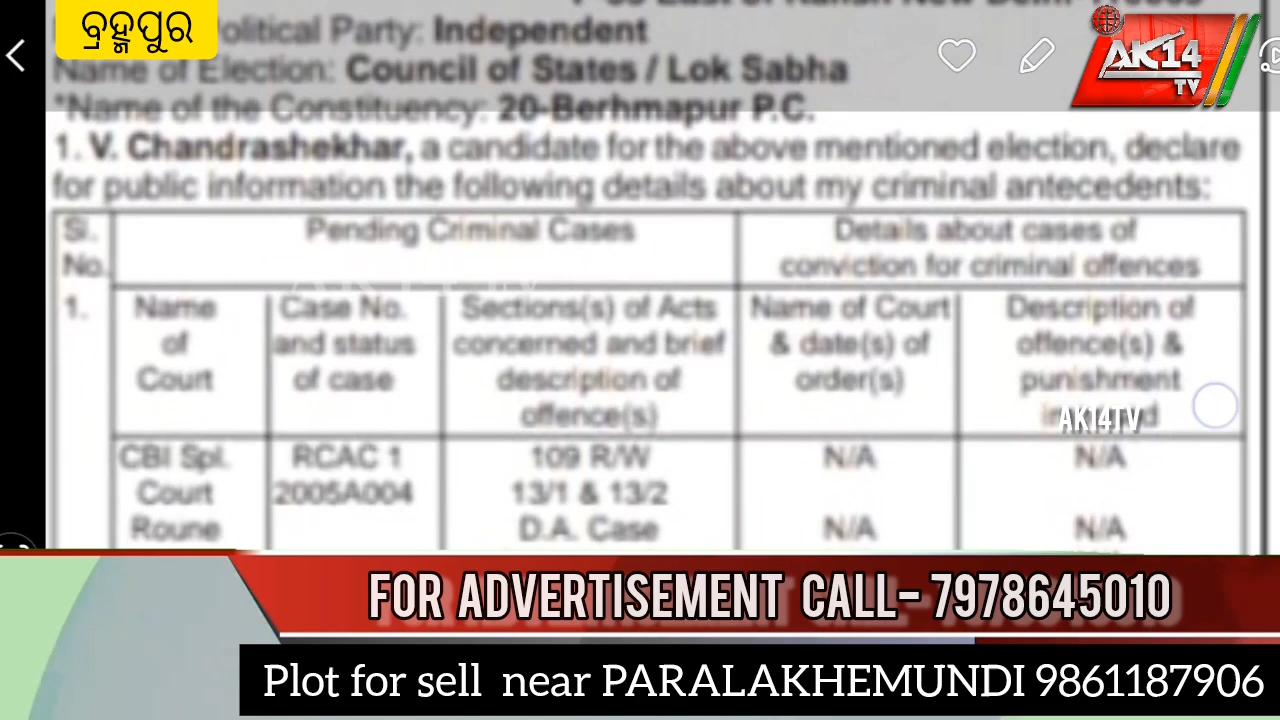 ବ୍ରହ୍ମପୁର
AK14
TV
Political Party: Independent
Name of Election: Council of States / Lok Sabha
*Name of the Constituency: 20-Berhmapur P.C.
1. V. Chandrashekhar, a candidate for the above mentioned election, declare
for public information the following details about my criminal antecedents:
Sl. No.
Pending Criminal Cases
Details about cases of
conviction for criminal offences
1.
Name
of
Court
Case No.
and status
of case
Sections(s) of Acts
concerned and brief
description of
offence(s)
Name of Court
& date(s) of
order(s)
Description of
offence(s) &
punishment
AK14TV
CBI Spl.
Court
Roune
RCAC 1
2005A004
109 R/W
13/1 & 13/2
D.A. Case
N/A
N/A
N/A
N/A
FOR ADVERTISEMENT CALL- 7978645010
Plot for sell near PARALAKHEMUNDI 9861187906